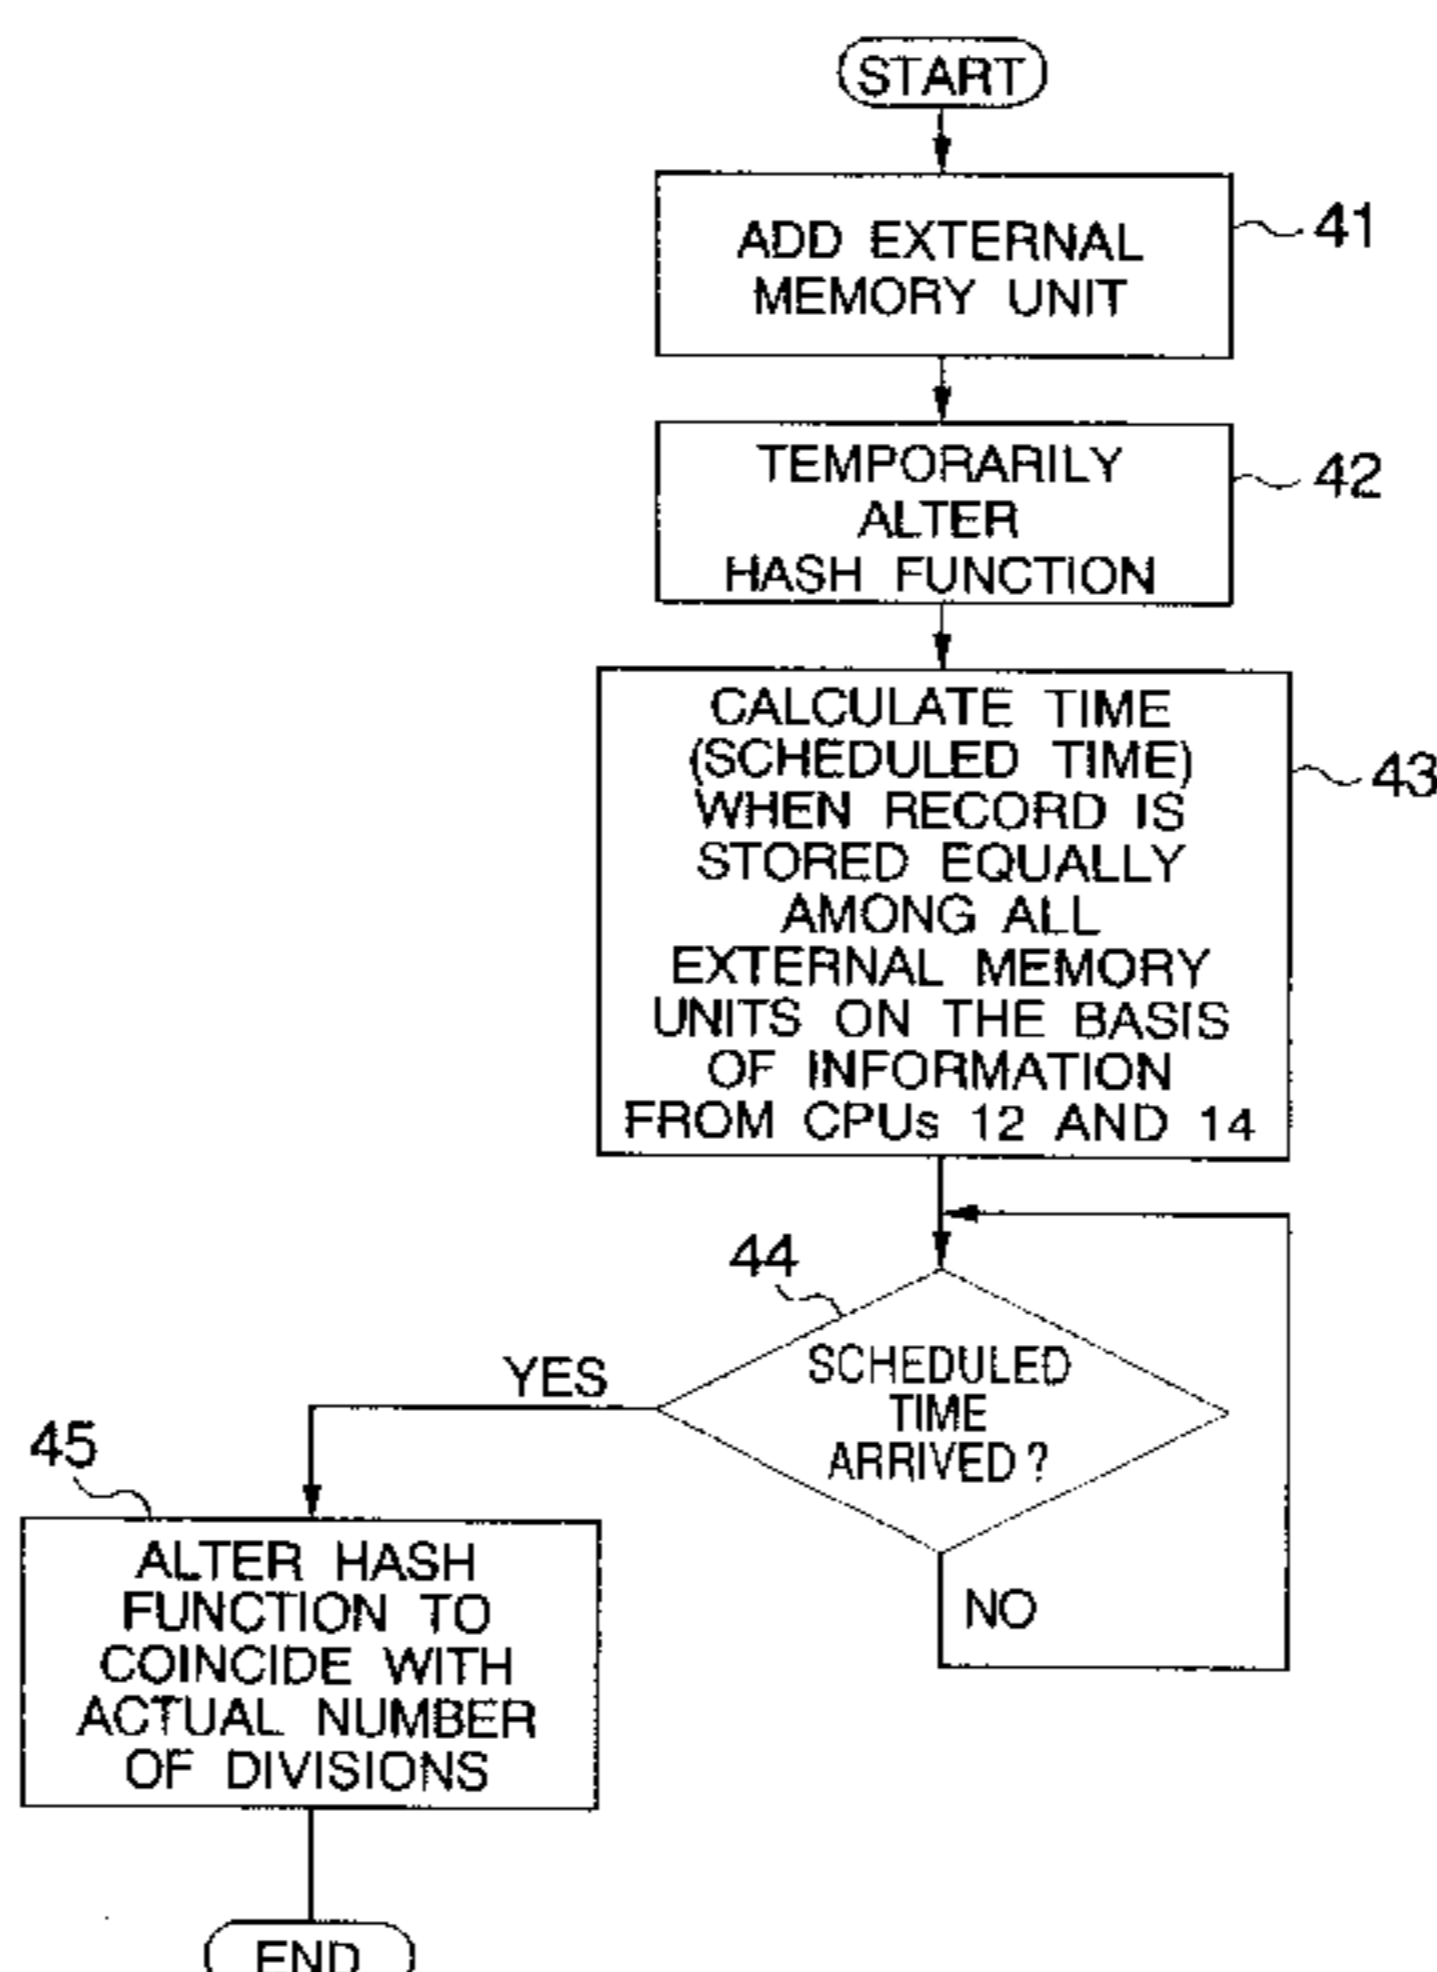 START
ADD EXTERNAL
MEMORY UNIT
41
TEMPORARILY
ALTER
HASH FUNCTION
42
CALCULATE TIME
(SCHEDULED TIME)
WHEN RECORD IS
STORED EQUALLY
AMONG ALL
EXTERNAL MEMORY
UNITS ON THE BASIS
OF INFORMATION
FROM CPUs 12 AND 14
43
44
SCHEDULED
TIME
ARRIVED?
YES
NO
45
ALTER HASH
FUNCTION TO
COINCIDE WITH
ACTUAL NUMBER
OF DIVISIONS
END